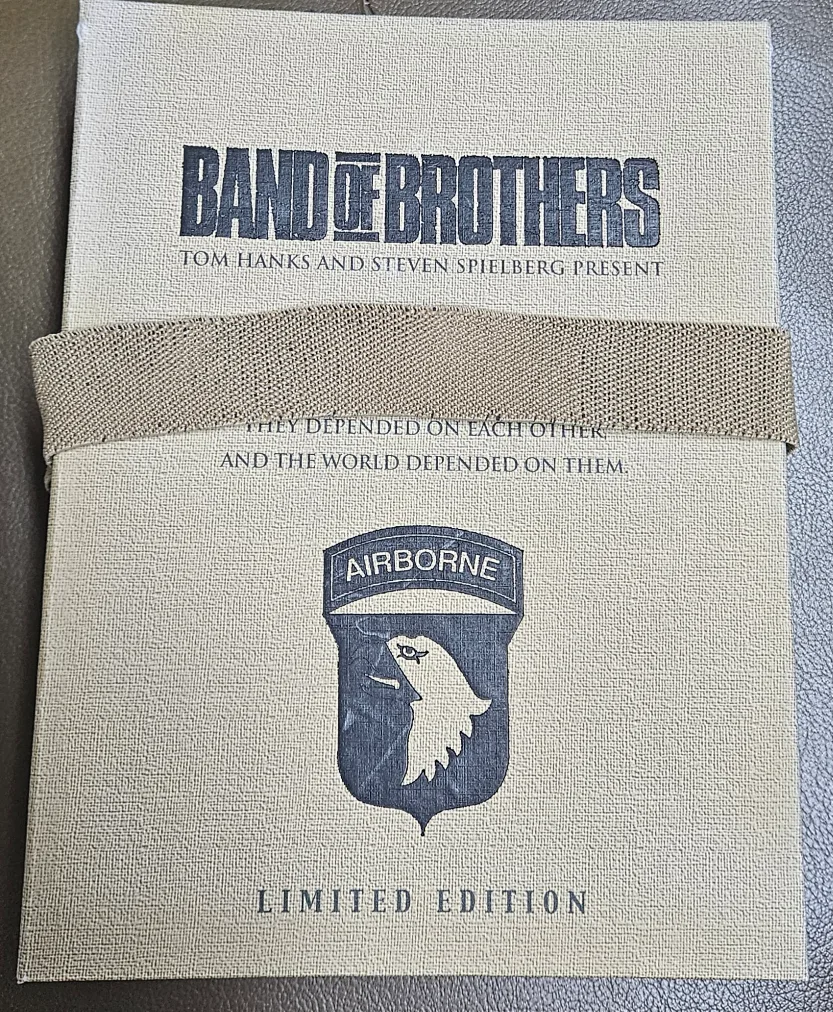 BAND OF BROTHERS
TOM HANKS AND STEVEN SPIELBERG PRESENT
THEY DEPENDED ON EACH OTHER.
AND THE WORLD DEPENDED ON THEM.
AIRBORNE
LIMITED EDITION